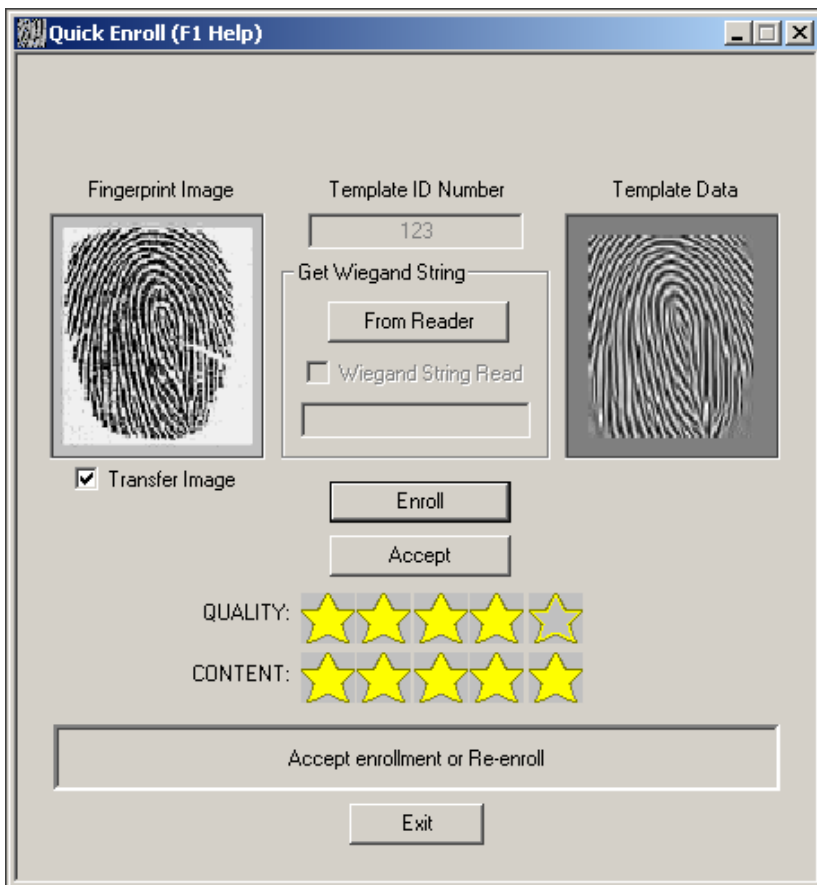 Quick Enroll (F1 Help)
Fingerprint Image
Template ID Number
Template Data
123
Get Wiegand String
From Reader
Wiegand String Read
Transfer Image
Enroll
Accept
QUALITY:
CONTENT:
Accept enrollment or Re-enroll
Exit